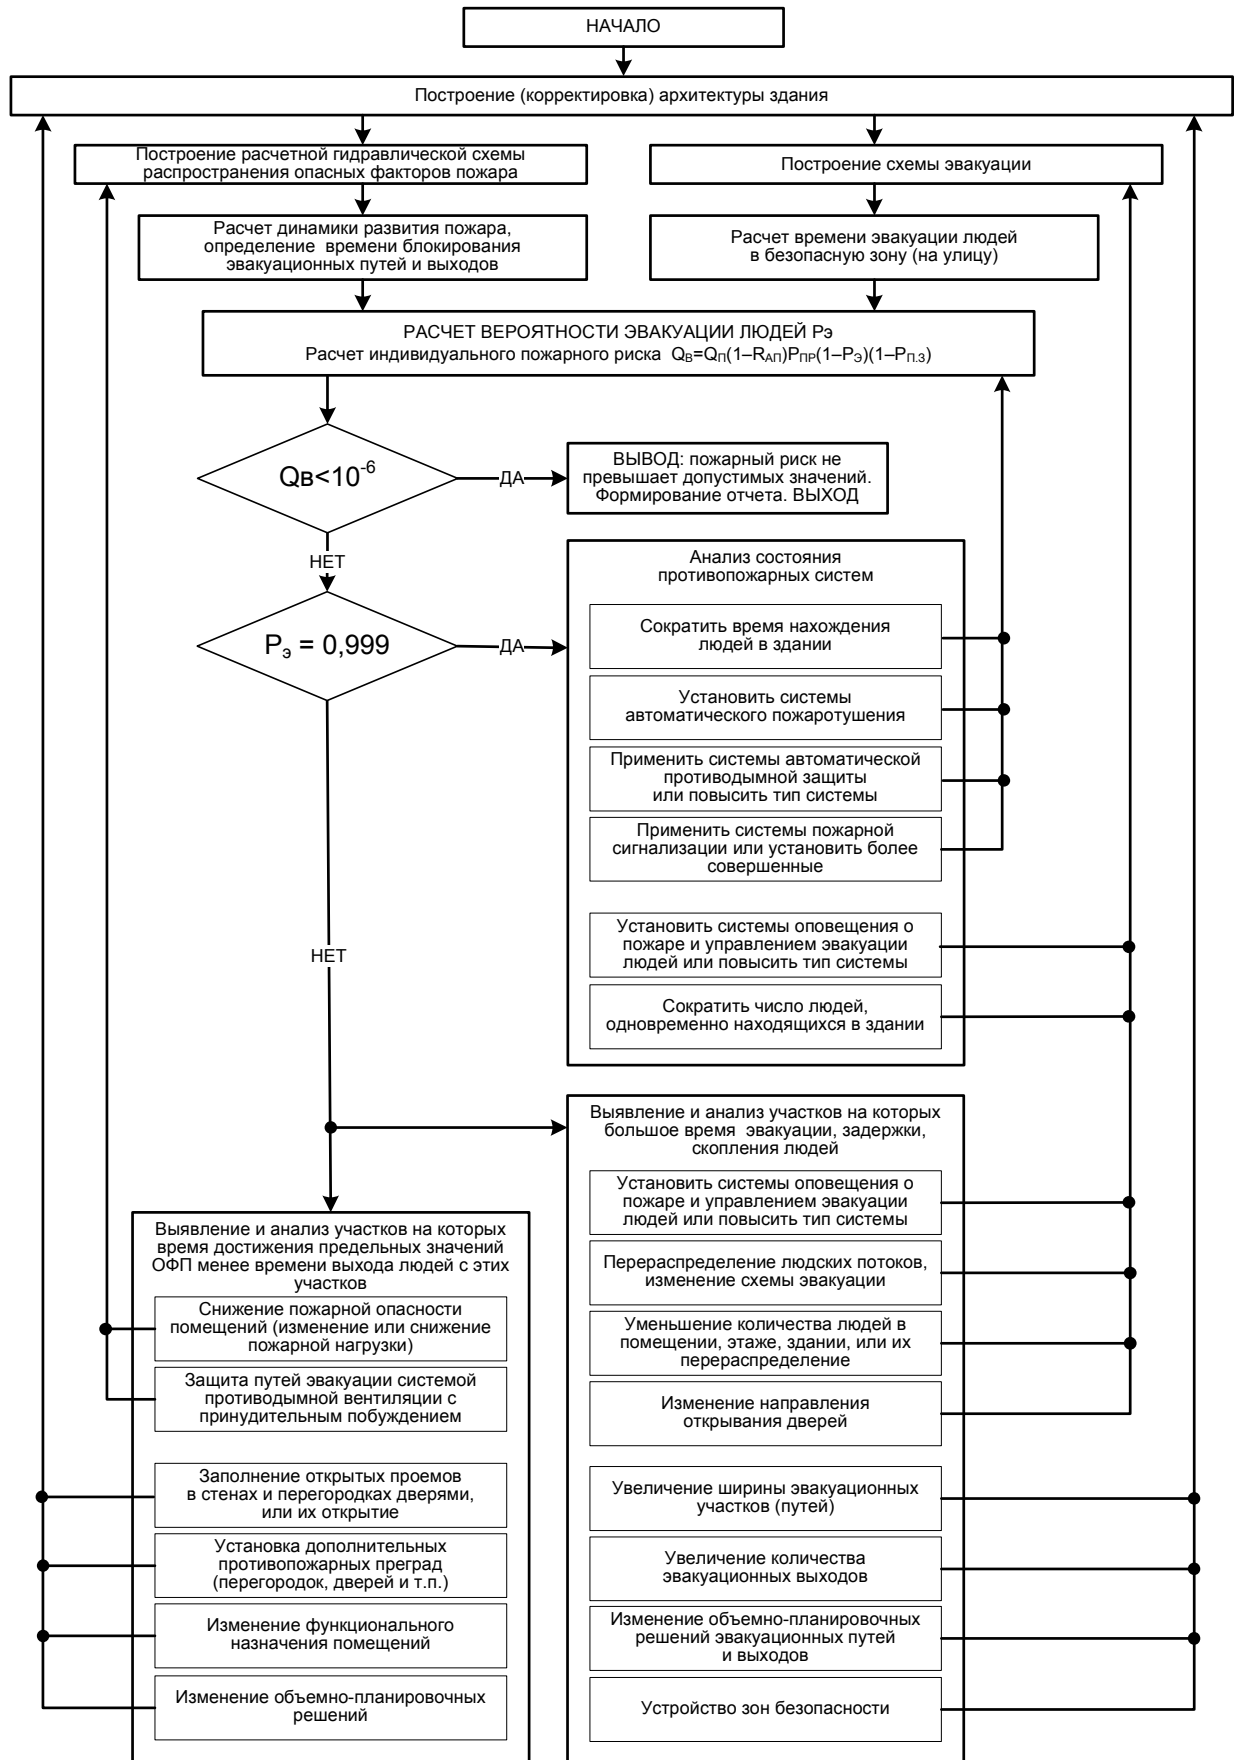 НАЧАЛО
Построение (корректировка) архитектуры здания
Построение расчетной гидравлической схемы
распространения опасных факторов пожара
Построение схемы эвакуации
Расчет динамики развития пожара,
определение времени блокирования
эвакуационных путей и выходов
Расчет времени эвакуации людей
в безопасную зону (на улицу)
РАСЧЕТ ВЕРОЯТНОСТИ ЭВАКУАЦИИ ЛЮДЕЙ Рэ
Расчет индивидуального пожарного риска Qв=Qп(1–Rап)Pпр(1–Pэ)(1–Pп.з)
Qв<10⁻⁶
ДА
ВЫВОД: пожарный риск не
превышает допустимых значений.
Формирование отчета. ВЫХОД
НЕТ
Pэ = 0,999
ДА
Анализ состояния
противопожарных систем
Сократить время нахождения
людей в здании
Установить системы
автоматического пожаротушения
Применить системы автоматической
противодымной защиты
или повысить тип системы
Применить системы пожарной
сигнализации или установить более
совершенные
Установить системы оповещения о
пожаре и управлением эвакуации
людей или повысить тип системы
Сократить число людей,
одновременно находящихся в здании
НЕТ
Выявление и анализ участков на которых
большое время эвакуации, задержки,
скопления людей
Установить системы оповещения о
пожаре и управлением эвакуации
людей или повысить тип системы
Перераспределение людских потоков,
изменение схемы эвакуации
Уменьшение количества людей в
помещении, этаже, здании, или их
перераспределение
Изменение направления
открывания дверей
Увеличение ширины эвакуационных
участков (путей)
Увеличение количества
эвакуационных выходов
Изменение объемно-планировочных
решений эвакуационных путей
и выходов
Устройство зон безопасности
Выявление и анализ участков на которых
время достижения предельных значений
ОФП менее времени выхода людей с этих
участков
Снижение пожарной опасности
помещений (изменение или снижение
пожарной нагрузки)
Защита путей эвакуации системой
противодымной вентиляции с
принудительным побуждением
Заполнение открытых проемов
в стенах и перегородках дверями,
или их открытие
Установка дополнительных
противопожарных преград
(перегородок, дверей и т.п.)
Изменение функционального
назначения помещений
Изменение объемно-планировочных
решений